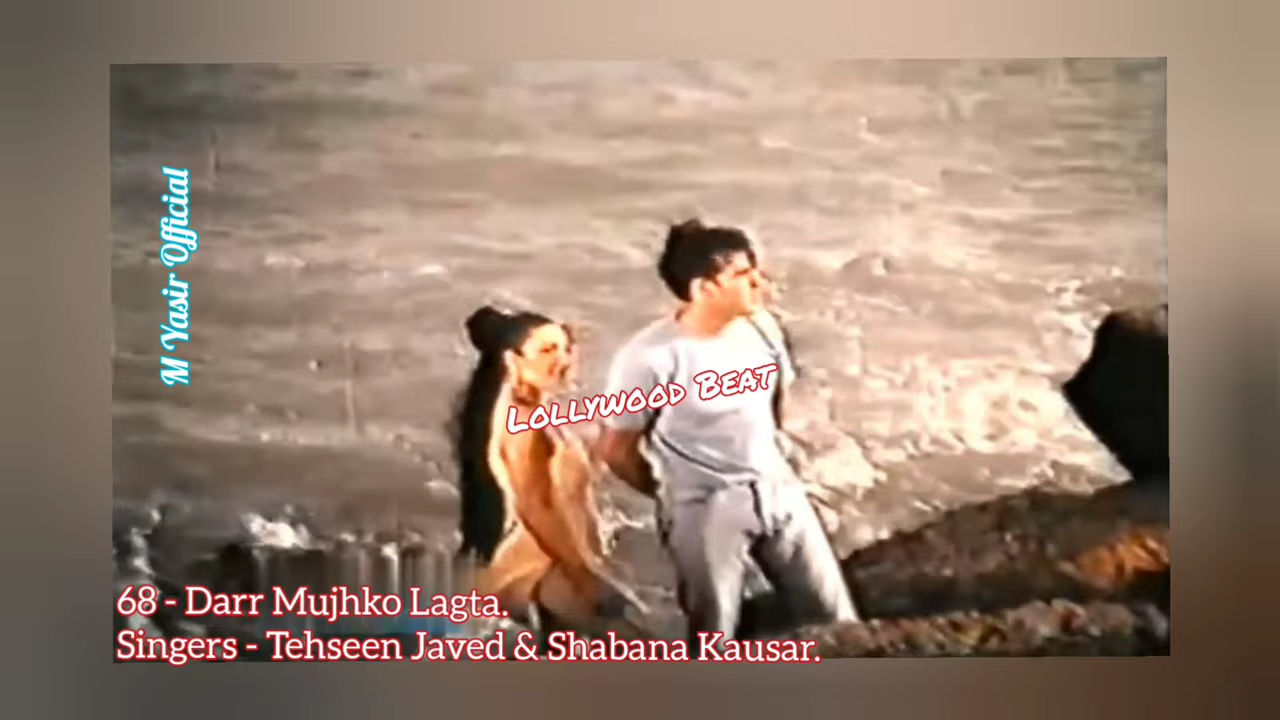 M Yasir Official
Lollywood Beat
68 - Darr Mujhko Lagta.
Singers - Tehseen Javed & Shabana Kausar.